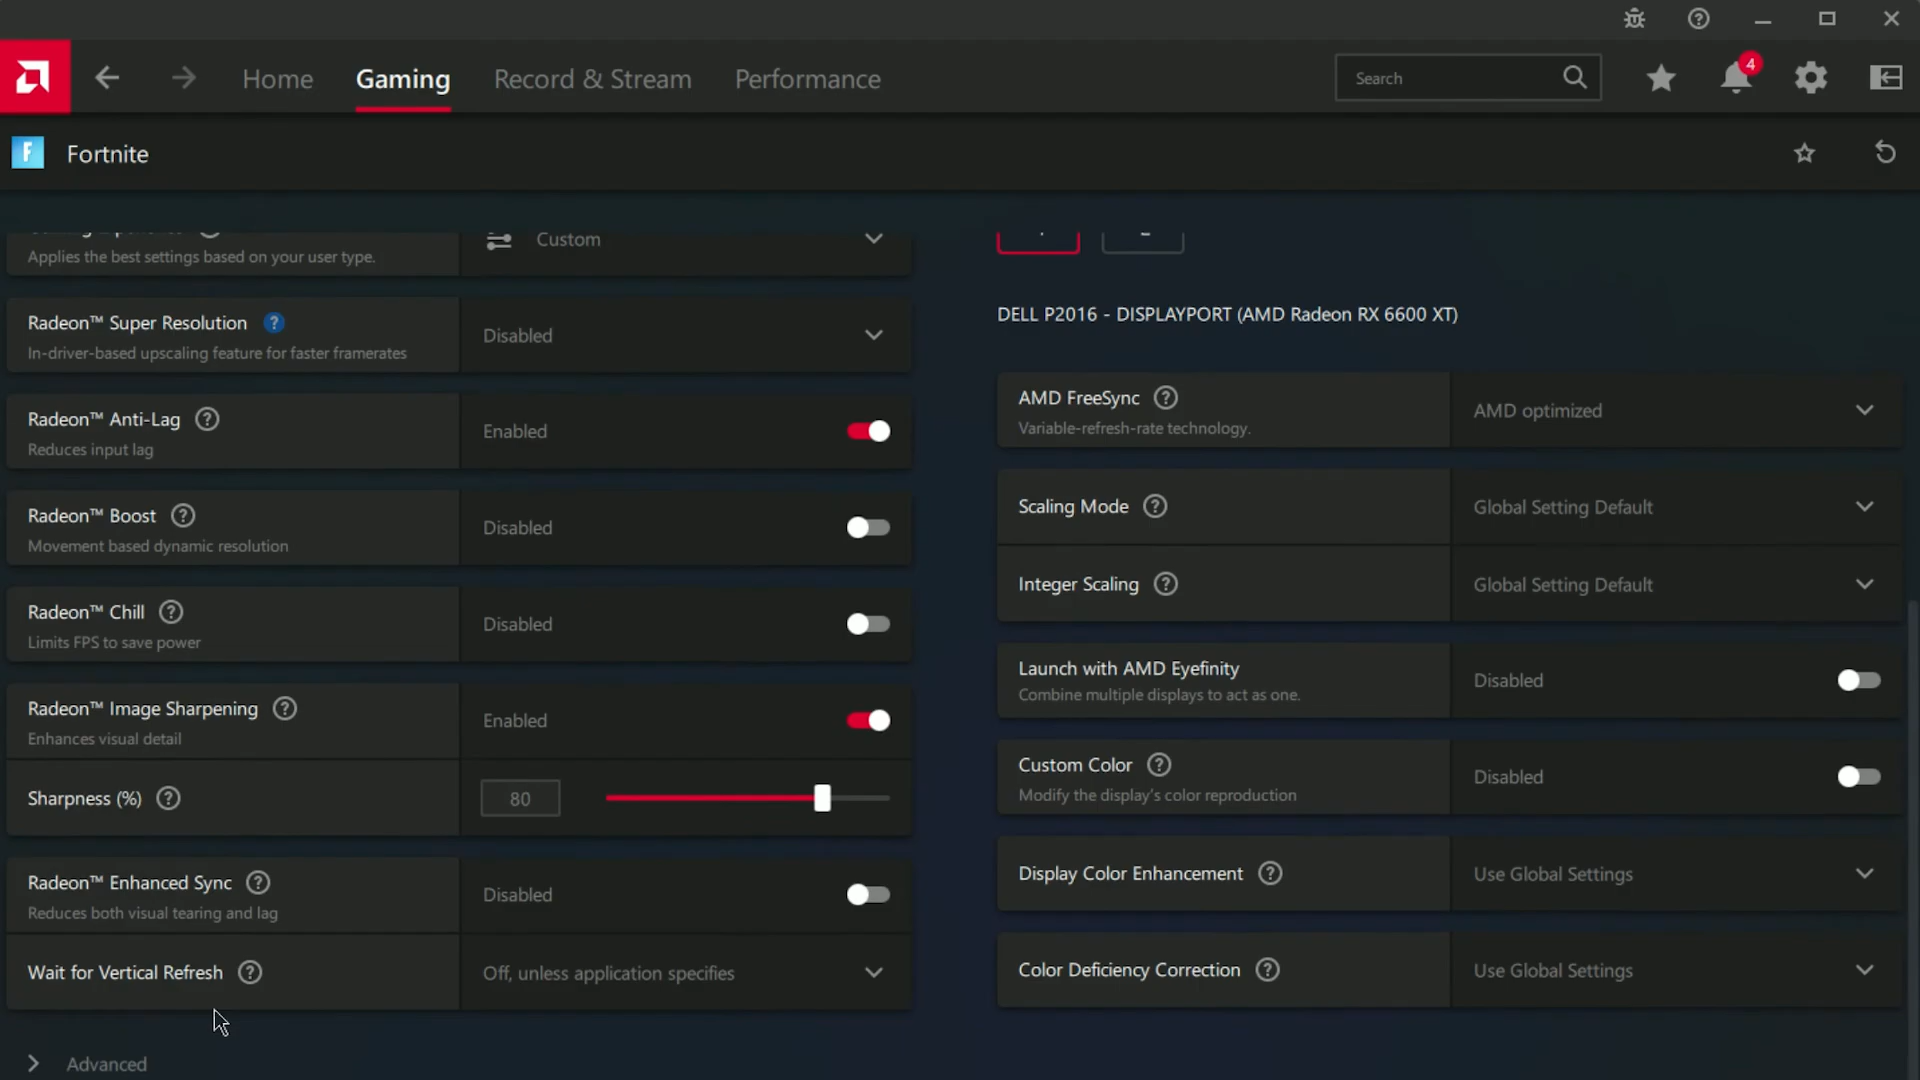 4
Home
Gaming
Record & Stream
Performance
Search
F
Fortnite
Applies the best settings based on your user type.
Custom
Radeon™ Super Resolution ?
In-driver-based upscaling feature for faster framerates
Disabled
Radeon™ Anti-Lag ?
Reduces input lag
Enabled
Radeon™ Boost ?
Movement based dynamic resolution
Disabled
Radeon™ Chill ?
Limits FPS to save power
Disabled
Radeon™ Image Sharpening ?
Enhances visual detail
Enabled
Sharpness (%) ?
80
Radeon™ Enhanced Sync ?
Reduces both visual tearing and lag
Disabled
Wait for Vertical Refresh ?
Off, unless application specifies
Advanced
DELL P2016 - DISPLAYPORT (AMD Radeon RX 6600 XT)
AMD FreeSync ?
Variable-refresh-rate technology.
AMD optimized
Scaling Mode ?
Global Setting Default
Integer Scaling ?
Global Setting Default
Launch with AMD Eyefinity
Combine multiple displays to act as one.
Disabled
Custom Color ?
Modify the display's color reproduction
Disabled
Display Color Enhancement ?
Use Global Settings
Color Deficiency Correction ?
Use Global Settings